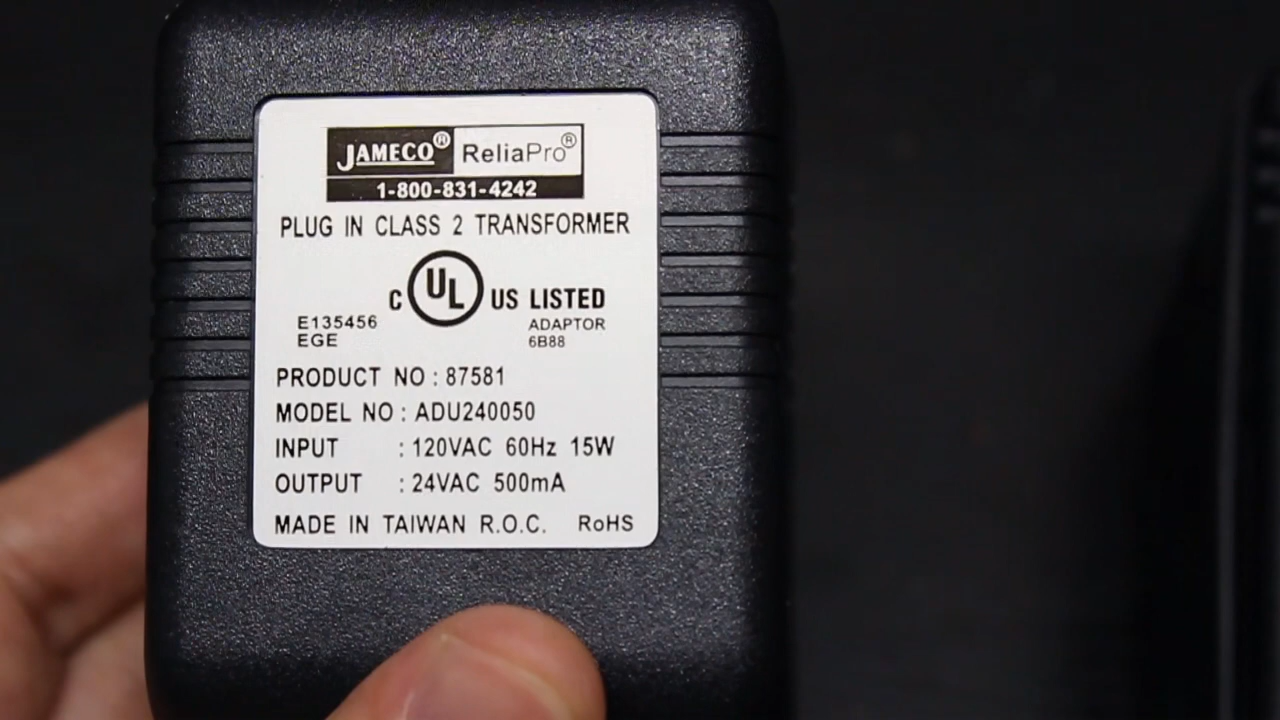 JAMECO® ReliaPro®
1-800-831-4242
PLUG IN CLASS 2 TRANSFORMER
C UL US LISTED
E135456 ADAPTOR
EGE 6B88
PRODUCT NO : 87581
MODEL NO : ADU240050
INPUT : 120VAC 60Hz 15W
OUTPUT : 24VAC 500mA
MADE IN TAIWAN R.O.C. RoHS